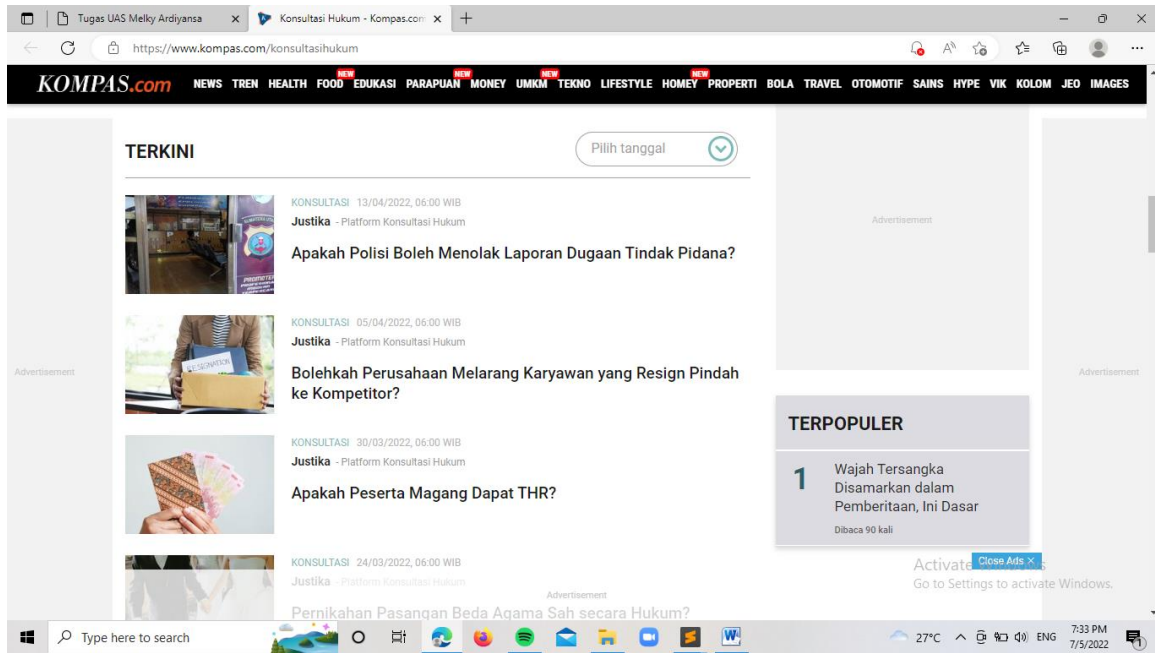 Tugas UAS Melky Ardiyansa
Konsultasi Hukum - Kompas.com
https://www.kompas.com/konsultasihukum
KOMPAS.com NEWS TREN HEALTH FOOD NEW EDUKASI PARAPUAN NEW MONEY UMKM NEW TEKNO LIFESTYLE HOMEY NEW PROPERTI BOLA TRAVEL OTOMOTIF SAINS HYPE VIK KOLOM JEO IMAGES
TERKINI
Pilih tanggal
KONSULTASI 13/04/2022, 06:00 WIB
Justika - Platform Konsultasi Hukum
Apakah Polisi Boleh Menolak Laporan Dugaan Tindak Pidana?
KONSULTASI 05/04/2022, 06:00 WIB
Justika - Platform Konsultasi Hukum
Bolehkah Perusahaan Melarang Karyawan yang Resign Pindah
ke Kompetitor?
RESIGNATION
KONSULTASI 30/03/2022, 06:00 WIB
Justika - Platform Konsultasi Hukum
Apakah Peserta Magang Dapat THR?
KONSULTASI 24/03/2022, 06:00 WIB
Justika - Platform Konsultasi Hukum
Pernikahan Pasangan Beda Agama Sah secara Hukum?
Advertisement
Advertisement
Advertisement
Advertisement
TERPOPULER
1
Wajah Tersangka
Disamarkan dalam
Pemberitaan, Ini Dasar
Dibaca 90 kali
Close Ads X
Activate Windows
Go to Settings to activate Windows.
Type here to search
27°C
ENG
7:33 PM
7/5/2022
1